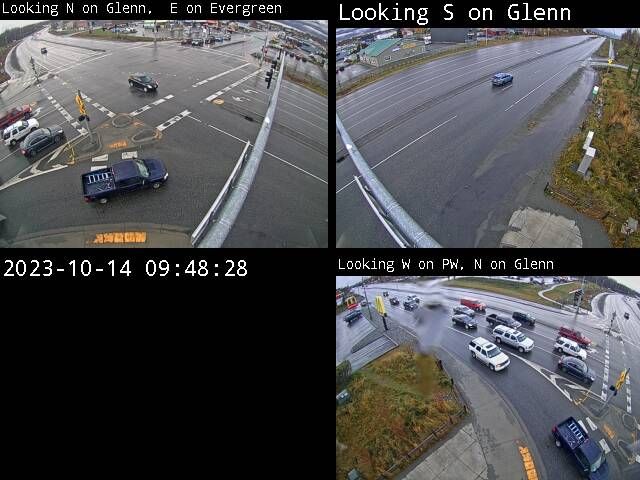 Looking N on Glenn,  E on Evergreen
Looking S on Glenn
2023-10-14 09:48:28
Looking W on PW, N on Glenn